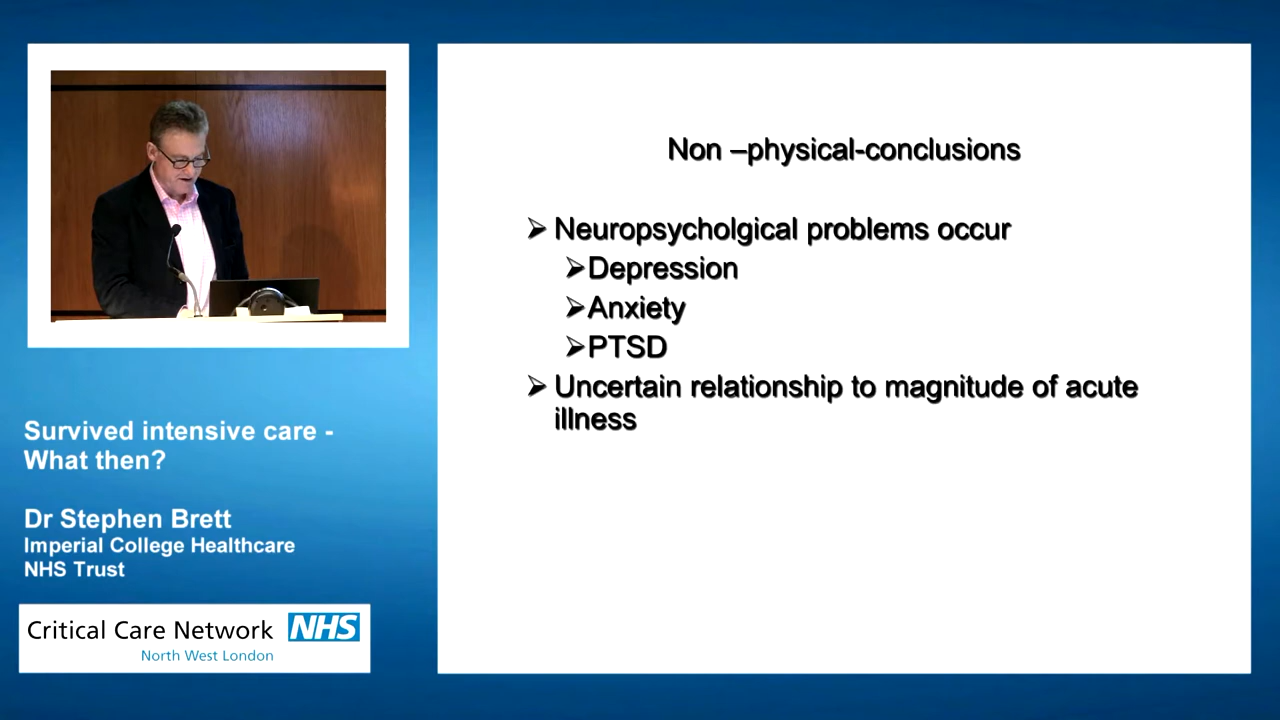 Non –physical-conclusions
➢ Neuropsycholgical problems occur
➢Depression
➢Anxiety
➢PTSD
➢ Uncertain relationship to magnitude of acute
illness
Survived intensive care -
What then?
Dr Stephen Brett
Imperial College Healthcare
NHS Trust
Critical Care Network NHS
North West London